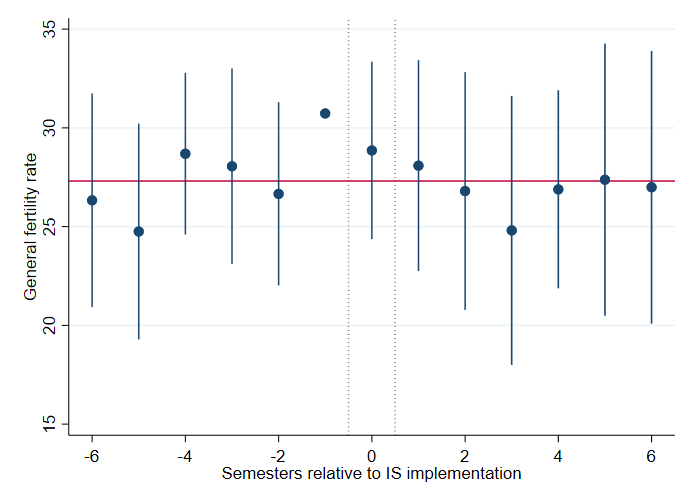 General fertility rate
35
30
25
20
15
-6 -4 -2 0 2 4 6
Semesters relative to IS implementation